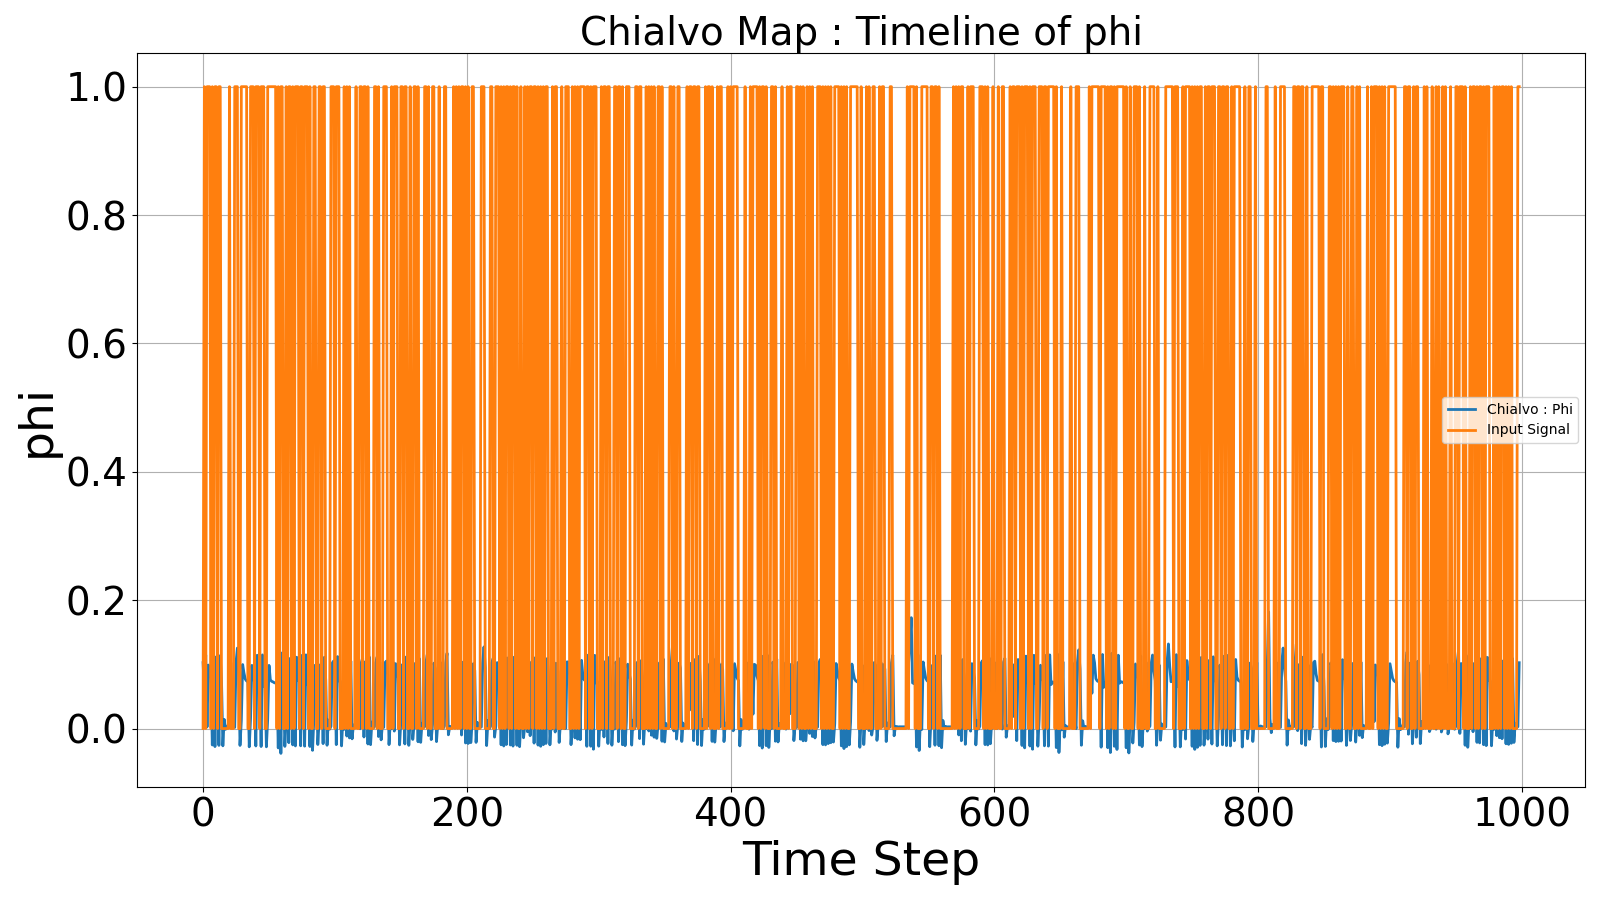 Chialvo Map : Timeline of phi
1.0
0.8
0.6
0.4
0.2
0.0
phi
Chialvo : Phi
Input Signal
0 200 400 600 800 1000
Time Step